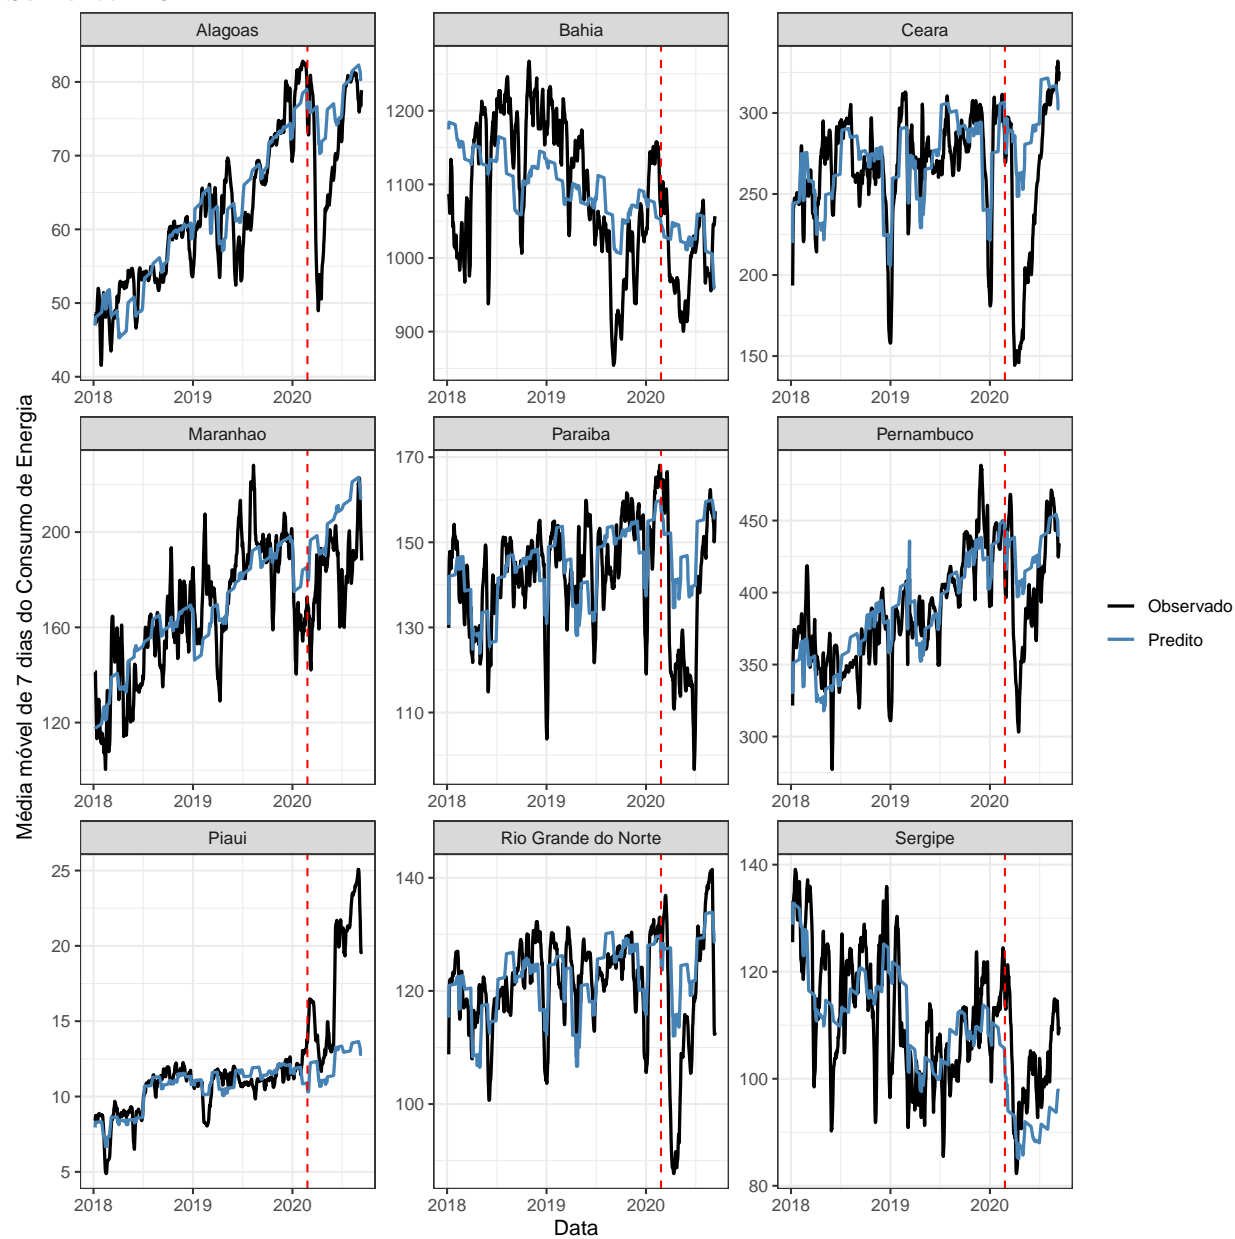 Alagoas
Bahia
Ceara
80
70
60
50
40
1200
1100
1000
900
300
250
200
150
2018 2019 2020
2018 2019 2020
2018 2019 2020
Média móvel de 7 dias do Consumo de Energia
Maranhao
Paraiba
Pernambuco
200
160
120
170
150
130
110
450
400
350
300
2018 2019 2020
2018 2019 2020
2018 2019 2020
Observado
Predito
Piaui
Rio Grande do Norte
Sergipe
25
20
15
10
5
140
120
100
140
120
100
80
2018 2019 2020
2018 2019 2020
2018 2019 2020
Data